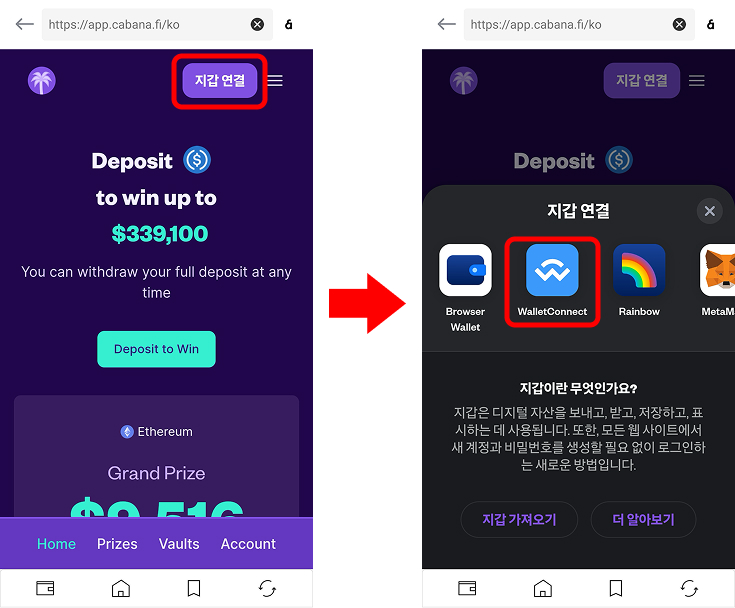 https://app.cabana.fi/ko
지갑 연결
Deposit
to win up to
$339,100
You can withdraw your full deposit at any
time
Deposit to Win
Ethereum
Grand Prize
$9,516
Home Prizes Vaults Account
https://app.cabana.fi/ko
지갑 연결
Deposit
지갑 연결
Browser
Wallet
WalletConnect
Rainbow
MetaMa
지갑이란 무엇인가요?
지갑은 디지털 자산을 보내고, 받고, 저장하고, 표
시하는 데 사용됩니다. 또한, 모든 웹 사이트에서
새 계정과 비밀번호를 생성할 필요 없이 로그인하
는 새로운 방법입니다.
지갑 가져오기
더 알아보기